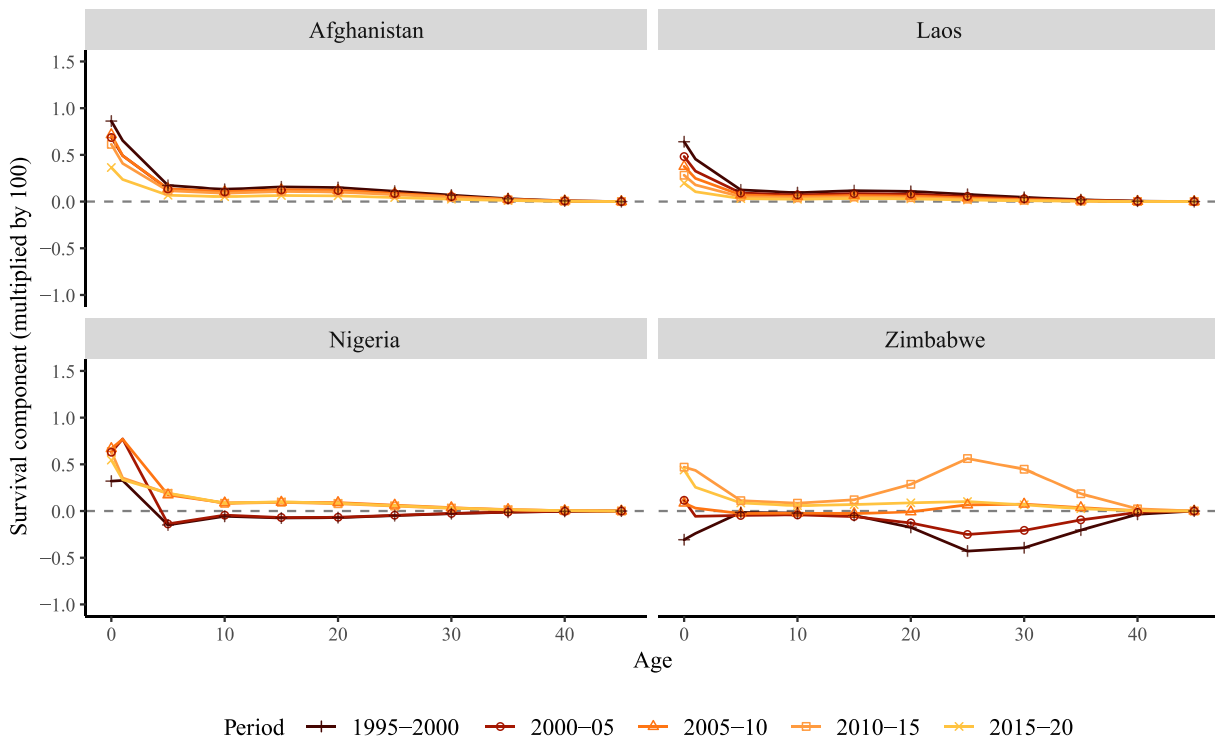 Afghanistan Laos
1.5
1.0
0.5
0.0
−0.5
−1.0
Nigeria Zimbabwe
1.5
1.0
0.5
0.0
−0.5
−1.0
0 10 20 30 40 0 10 20 30 40
Survival component (multiplied by 100)
Age
Period 1995−2000 2000−05 2005−10 2010−15 2015−20